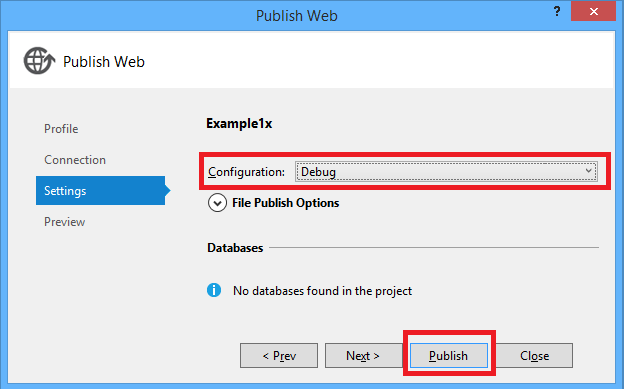 Publish Web
?
Publish Web
Profile
Connection
Settings
Preview
Example1x
Configuration: Debug
File Publish Options
Databases
No databases found in the project
< Prev
Next >
Publish
Close